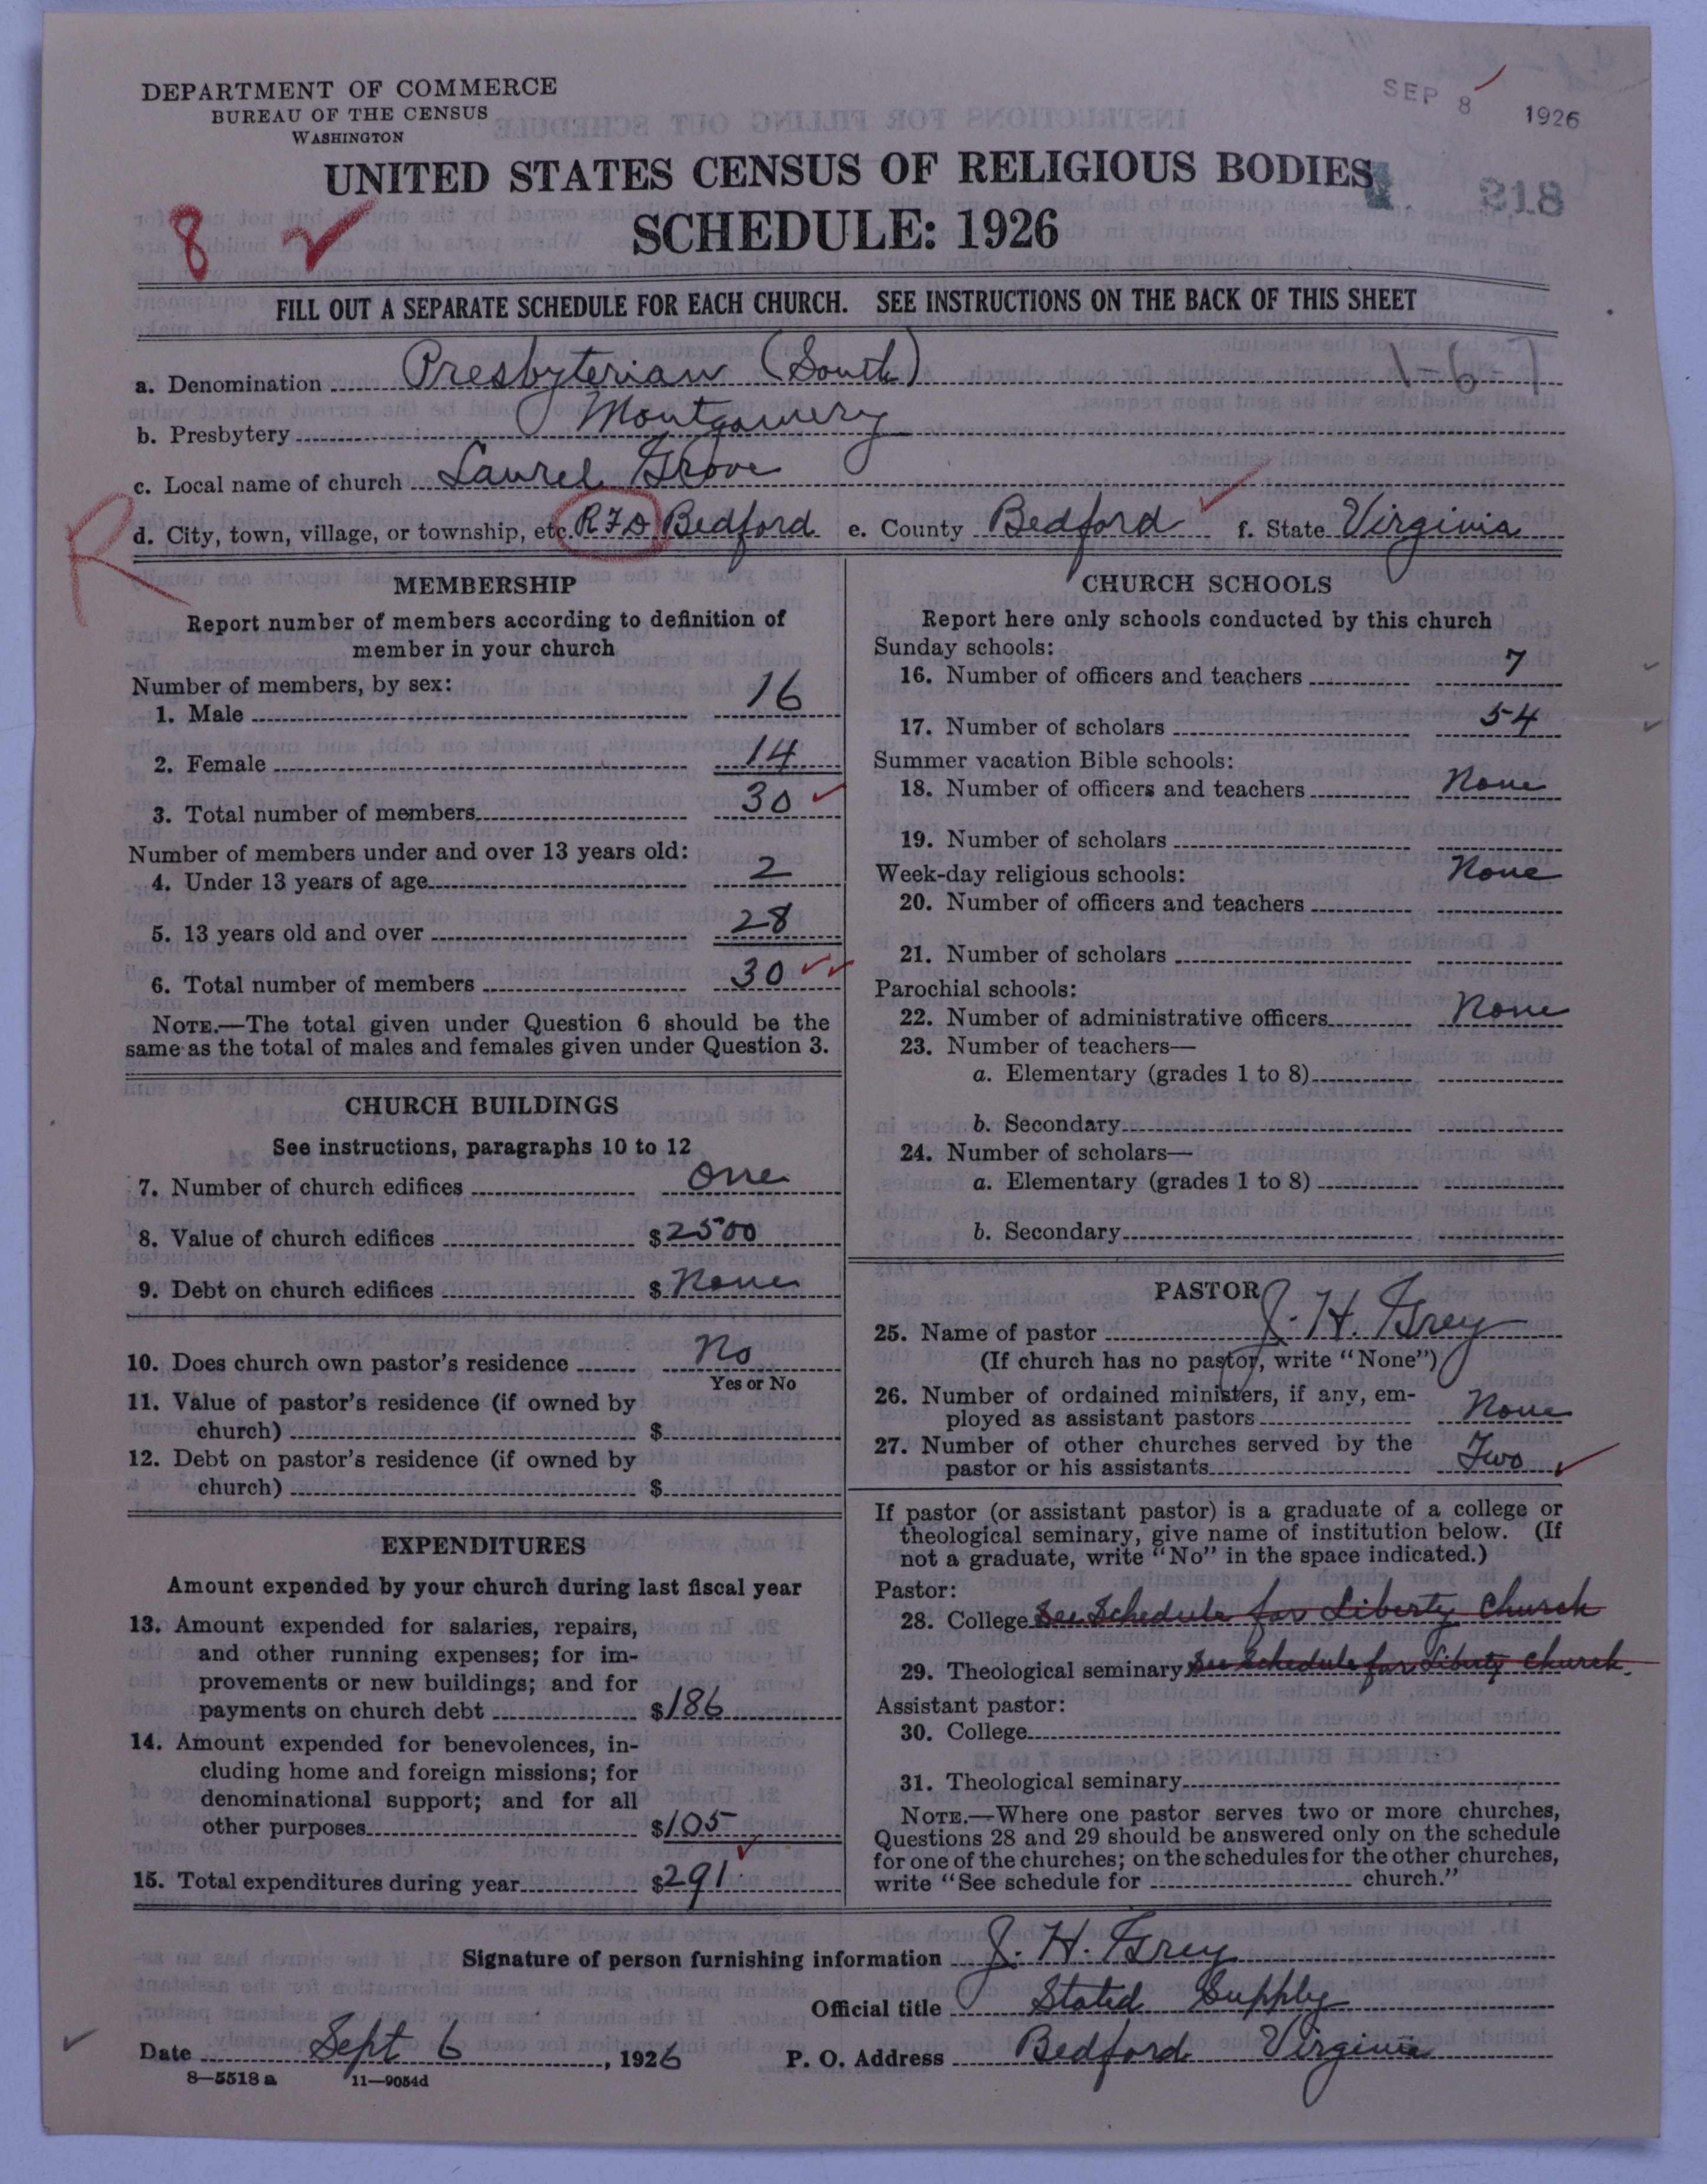 DEPARTMENT OF COMMERCE
BUREAU OF THE CENSUS
WASHINGTON
SEP 8 1926
UNITED STATES CENSUS OF RELIGIOUS BODIES
218
8
SCHEDULE: 1926
FILL OUT A SEPARATE SCHEDULE FOR EACH CHURCH. SEE INSTRUCTIONS ON THE BACK OF THIS SHEET
a. Denomination Presbyterian (South) 1-6-1
b. Presbytery Montgomery
c. Local name of church Laurel Grove
R
d. City, town, village, or township, etc. RFD Bedford e. County Bedford f. State Virginia
MEMBERSHIP
Report number of members according to definition of
member in your church
Number of members, by sex:
1. Male 16
2. Female 14
3. Total number of members 30
Number of members under and over 13 years old:
4. Under 13 years of age 2
5. 13 years old and over 28
6. Total number of members 30
NOTE.—The total given under Question 6 should be the
same as the total of males and females given under Question 3.
CHURCH BUILDINGS
See instructions, paragraphs 10 to 12
7. Number of church edifices One
8. Value of church edifices $2500
9. Debt on church edifices $ None
10. Does church own pastor's residence No
Yes or No
11. Value of pastor's residence (if owned by
church) $
12. Debt on pastor's residence (if owned by
church) $
EXPENDITURES
Amount expended by your church during last fiscal year
13. Amount expended for salaries, repairs,
and other running expenses; for im-
provements or new buildings; and for
payments on church debt $186
14. Amount expended for benevolences, in-
cluding home and foreign missions; for
denominational support; and for all
other purposes $105
15. Total expenditures during year $291
CHURCH SCHOOLS
Report here only schools conducted by this church
Sunday schools:
16. Number of officers and teachers 7
17. Number of scholars 54
Summer vacation Bible schools:
18. Number of officers and teachers None
19. Number of scholars
Week-day religious schools:
20. Number of officers and teachers None
21. Number of scholars
Parochial schools:
22. Number of administrative officers None
23. Number of teachers—
a. Elementary (grades 1 to 8)
b. Secondary
24. Number of scholars—
a. Elementary (grades 1 to 8)
b. Secondary
PASTOR
25. Name of pastor J. H. Grey
(If church has no pastor, write "None")
26. Number of ordained ministers, if any, em-
ployed as assistant pastors None
27. Number of other churches served by the
pastor or his assistants Two
If pastor (or assistant pastor) is a graduate of a college or
theological seminary, give name of institution below. (If
not a graduate, write "No" in the space indicated.)
Pastor:
28. College See Schedule for Liberty Church
29. Theological seminary See Schedule for Liberty Church.
Assistant pastor:
30. College
31. Theological seminary
NOTE.—Where one pastor serves two or more churches,
Questions 28 and 29 should be answered only on the schedule
for one of the churches; on the schedules for the other churches,
write "See schedule for church."
Signature of person furnishing information J. H. Grey
Official title Stated Supply
Date Sept 6, 1926 P. O. Address Bedford Virginia
8—5518 a 11—9054d